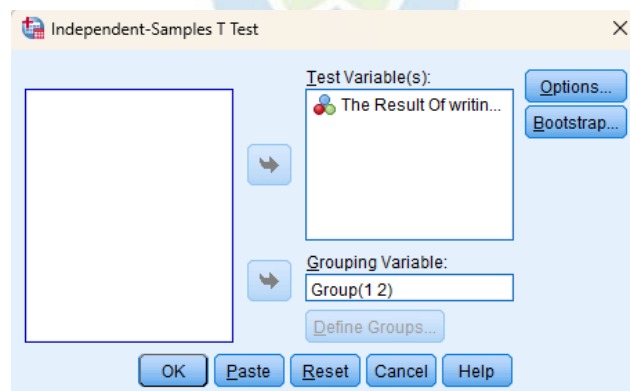 Independent-Samples T Test
Test Variable(s):
The Result Of writin...
Options...
Bootstrap...
Grouping Variable:
Group(1 2)
Define Groups...
OK Paste Reset Cancel Help